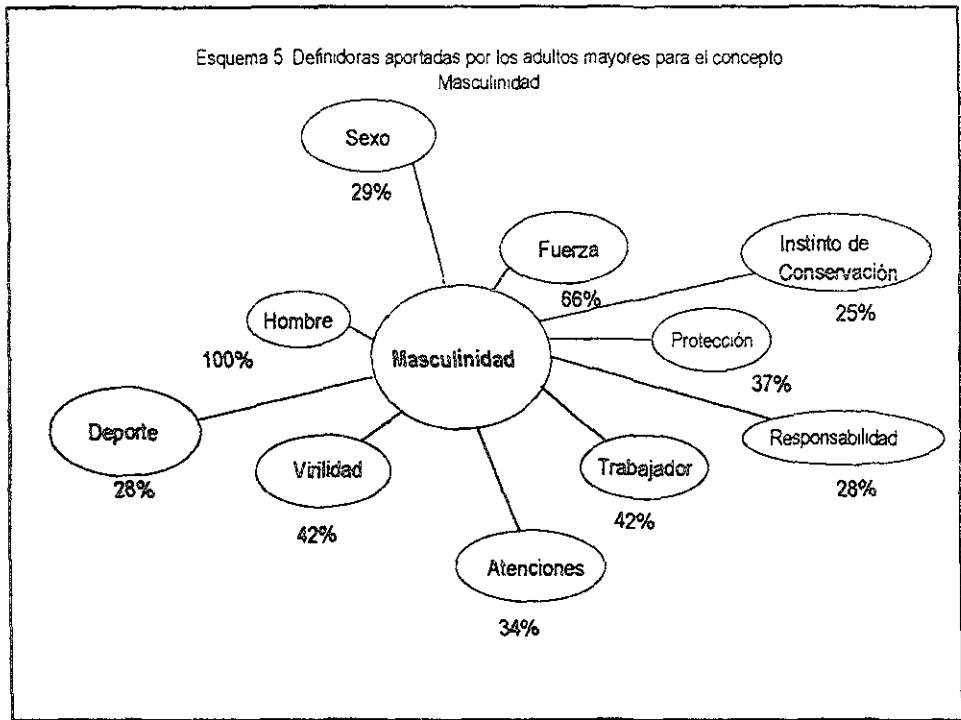 Esquema 5 Definidoras aportadas por los adultos mayores para el concepto
Masculinidad
Sexo
29%
Fuerza
66%
Instinto de
Conservación
25%
Hombre
100%
Masculinidad
Protección
37%
Deporte
28%
Virilidad
42%
Trabajador
42%
Responsabilidad
28%
Atenciones
34%